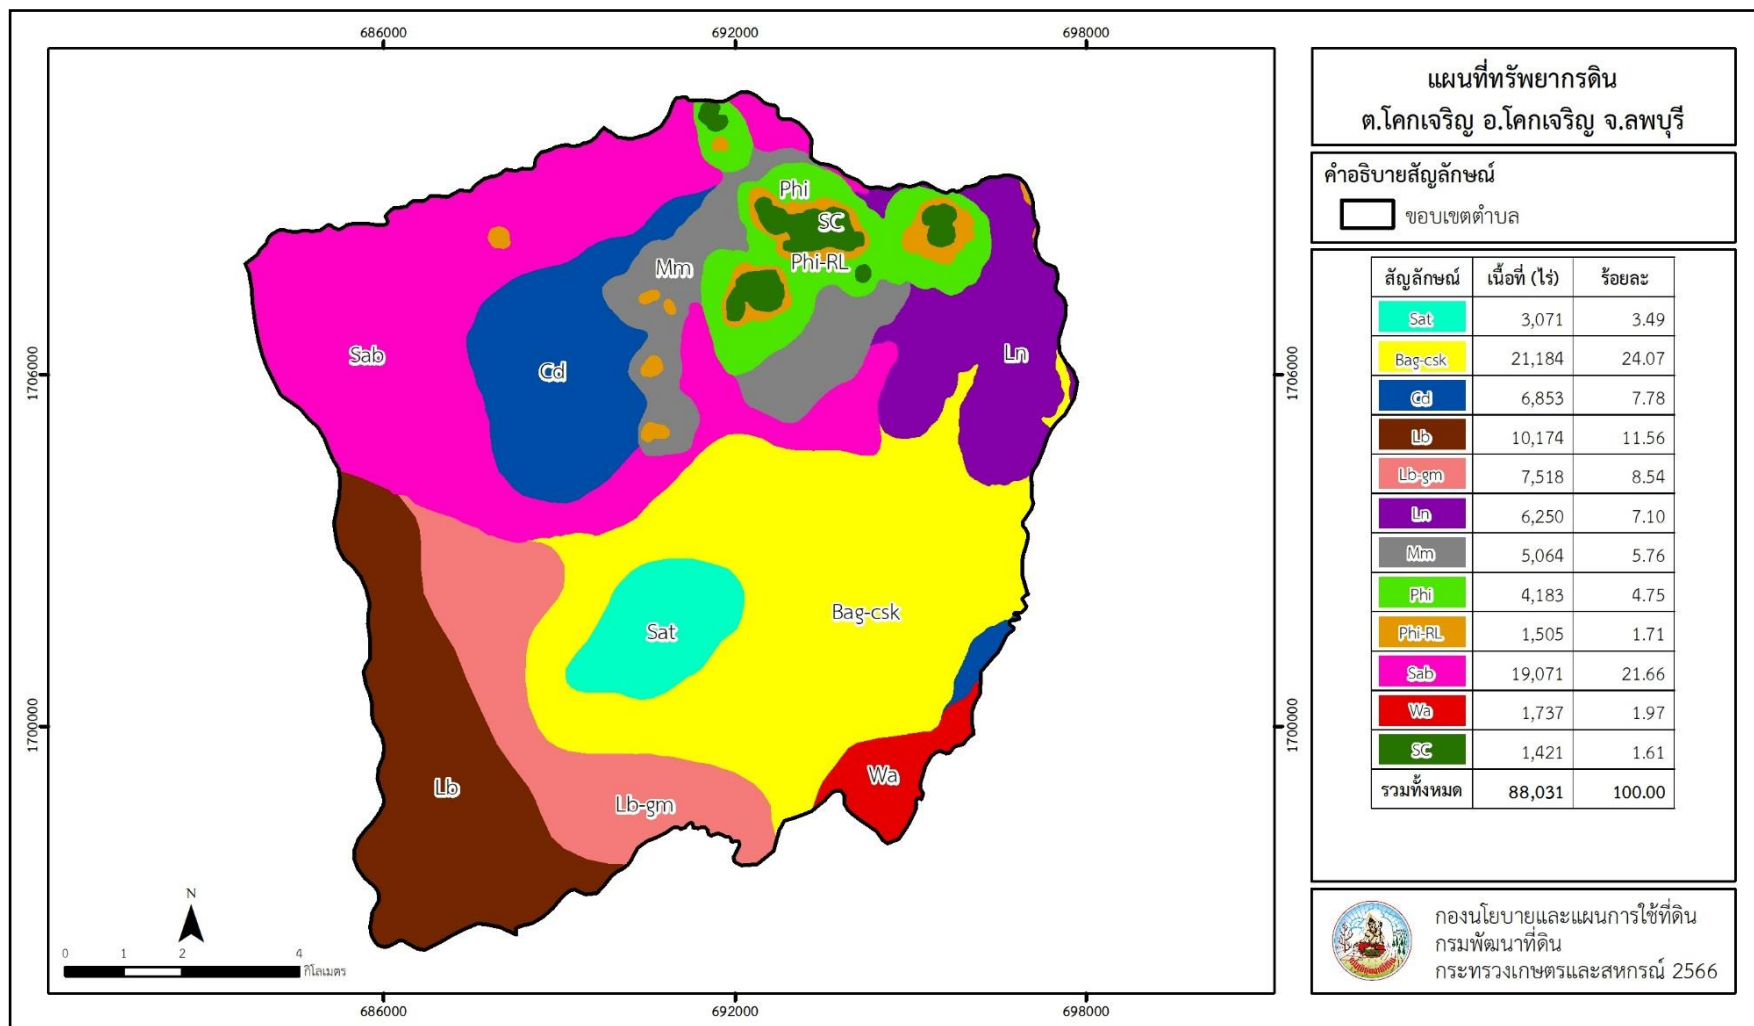 686000
692000
698000
1706000
1700000
1706000
1700000
686000
692000
698000
Phi
SC
Phi-RL
Mm
Sab
Cd
Ln
Bag-csk
Sat
Lb
Lb-gm
Wa
N
0 1 2 4
กิโลเมตร
แผนที่ทรัพยากรดิน
ต.โคกเจริญ อ.โคกเจริญ จ.ลพบุรี
คำอธิบายสัญลักษณ์
ขอบเขตตำบล
สัญลักษณ์ เนื้อที่ (ไร่) ร้อยละ
Sat 3,071 3.49
Bag-csk 21,184 24.07
Cd 6,853 7.78
Lb 10,174 11.56
Lb-gm 7,518 8.54
Ln 6,250 7.10
Mm 5,064 5.76
Phi 4,183 4.75
Phi-RL 1,505 1.71
Sab 19,071 21.66
Wa 1,737 1.97
SC 1,421 1.61
รวมทั้งหมด 88,031 100.00
กองนโยบายและแผนการใช้ที่ดิน
กรมพัฒนาที่ดิน
กระทรวงเกษตรและสหกรณ์ 2566